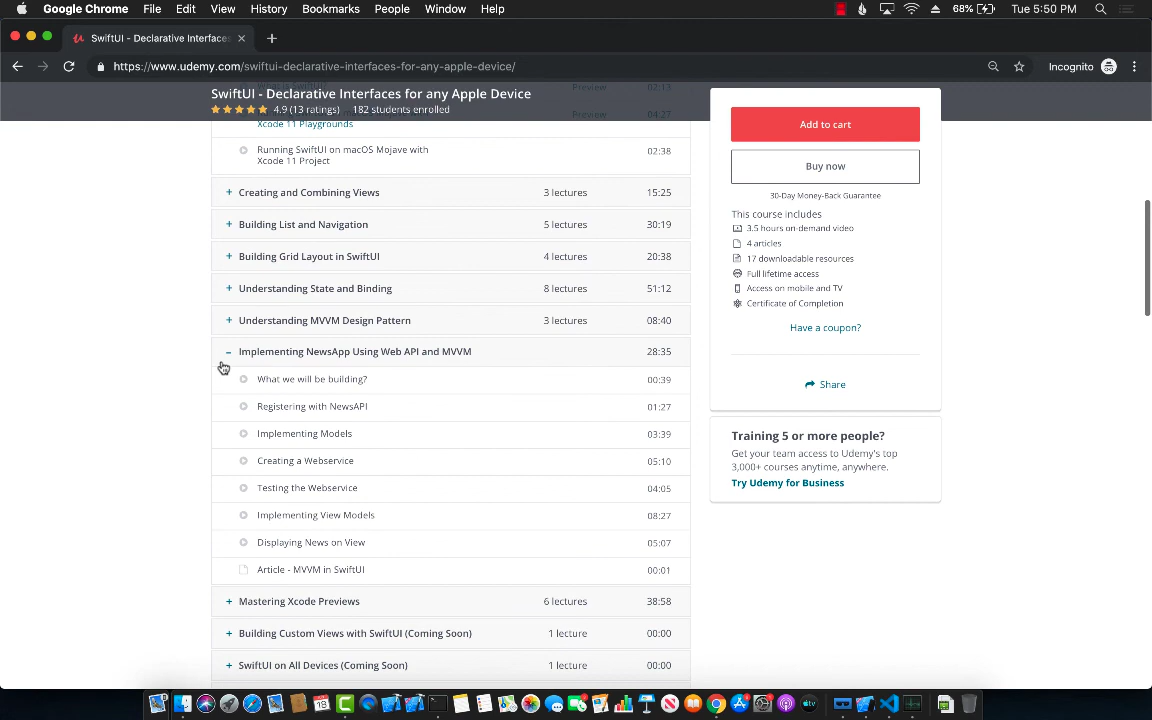 Google Chrome File Edit View History Bookmarks People Window Help 68% Tue 5:50 PM
SwiftUI - Declarative Interfaces
https://www.udemy.com/swiftui-declarative-interfaces-for-any-apple-device/ Incognito
SwiftUI - Declarative Interfaces for any Apple Device
4.9 (13 ratings) 182 students enrolled
Preview 02:13
Preview 04:27
Xcode 11 Playgrounds
Running SwiftUI on macOS Mojave with 02:38
Xcode 11 Project
+ Creating and Combining Views 3 lectures 15:25
+ Building List and Navigation 5 lectures 30:19
+ Building Grid Layout in SwiftUI 4 lectures 20:38
+ Understanding State and Binding 8 lectures 51:12
+ Understanding MVVM Design Pattern 3 lectures 08:40
– Implementing NewsApp Using Web API and MVVM 28:35
What we will be building? 00:39
Registering with NewsAPI 01:27
Implementing Models 03:39
Creating a Webservice 05:10
Testing the Webservice 04:05
Implementing View Models 08:27
Displaying News on View 05:07
Article - MVVM in SwiftUI 00:01
+ Mastering Xcode Previews 6 lectures 38:58
+ Building Custom Views with SwiftUI (Coming Soon) 1 lecture 00:00
+ SwiftUI on All Devices (Coming Soon) 1 lecture 00:00
Add to cart
Buy now
30-Day Money-Back Guarantee
This course includes
3.5 hours on-demand video
4 articles
17 downloadable resources
Full lifetime access
Access on mobile and TV
Certificate of Completion
Have a coupon?
Share
Training 5 or more people?
Get your team access to Udemy's top
3,000+ courses anytime, anywhere.
Try Udemy for Business